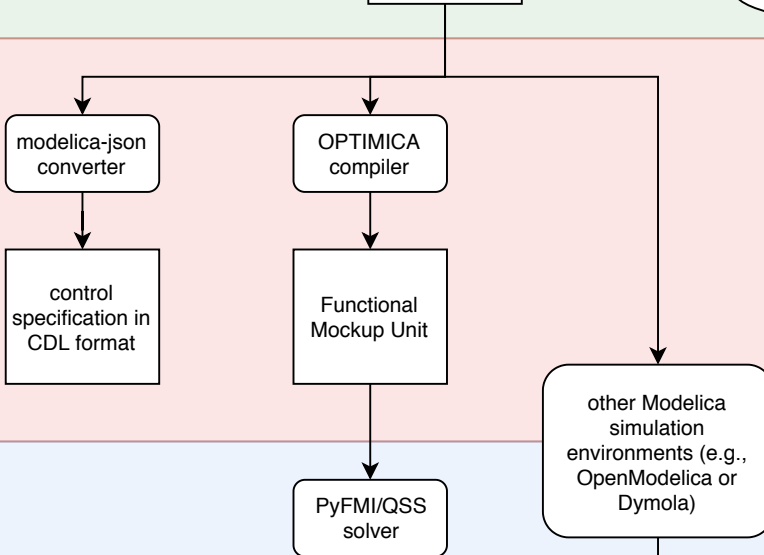 modelica-json
converter
OPTIMICA
compiler
control
specification in
CDL format
Functional
Mockup Unit
other Modelica
simulation
environments (e.g.,
OpenModelica or
Dymola)
PyFMI/QSS
solver